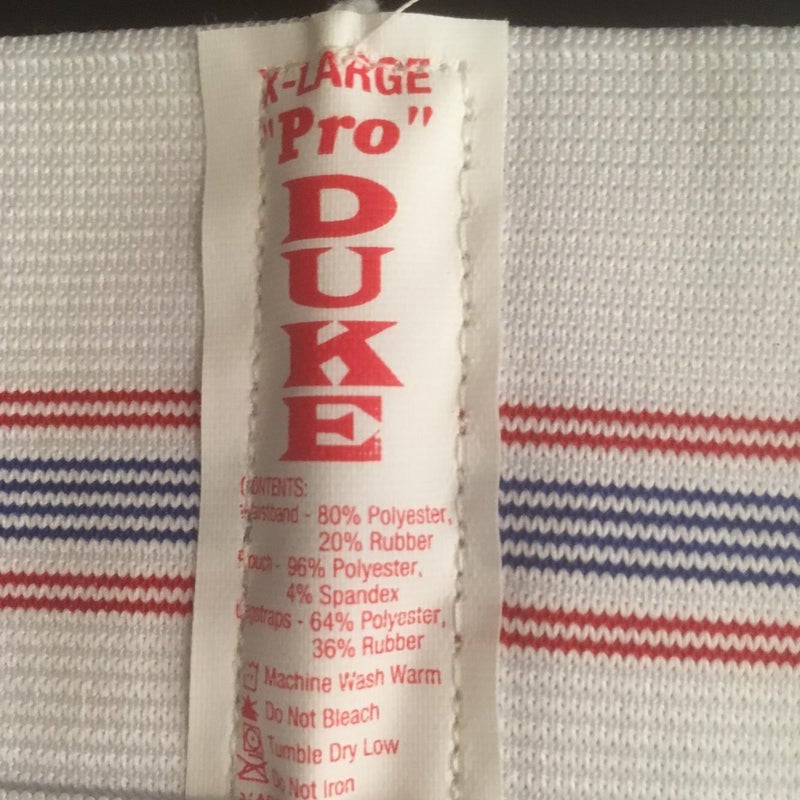 X-LARGE
"Pro"
DUKE
CONTENTS:
Waistband - 80% Polyester,
20% Rubber
Pouch - 96% Polyester,
4% Spandex
Legstraps - 64% Polyester,
36% Rubber
Machine Wash Warm
Do Not Bleach
Tumble Dry Low
Do Not Iron